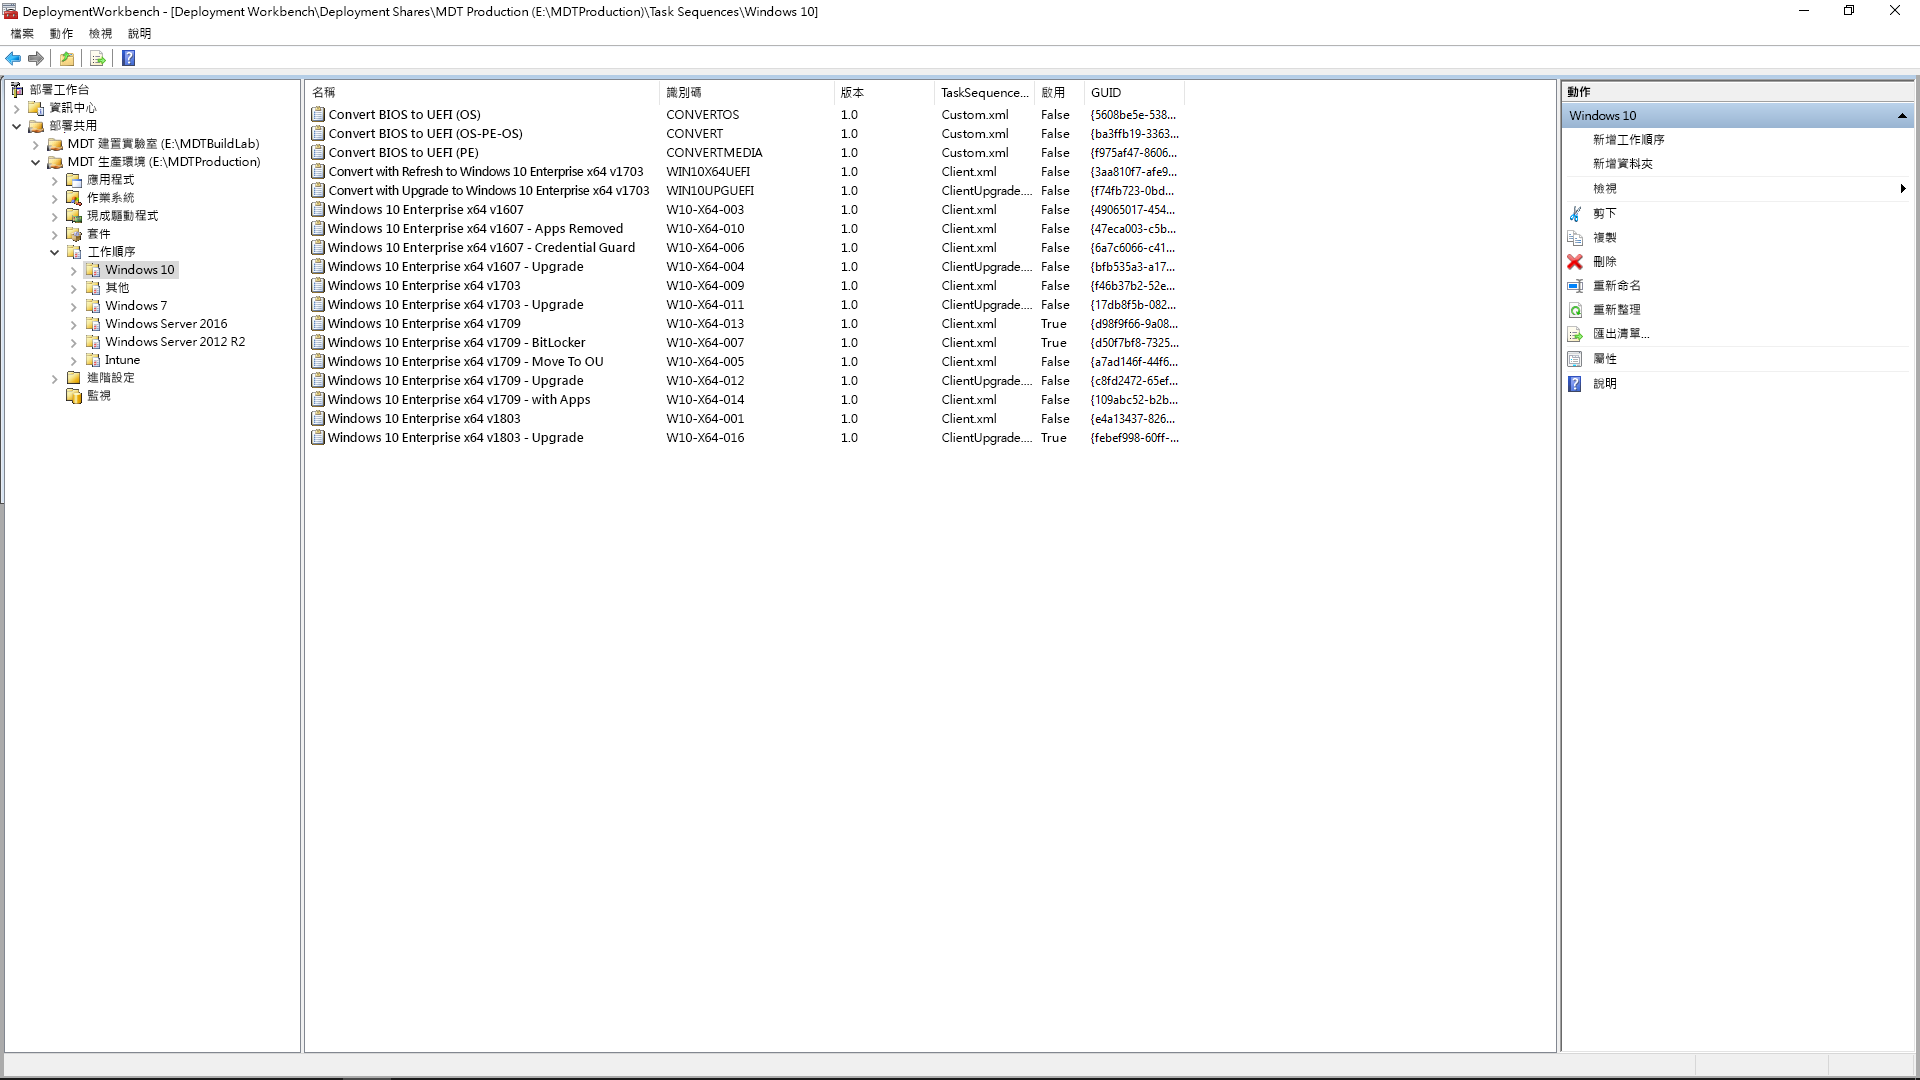 DeploymentWorkbench - [Deployment Workbench\Deployment Shares\MDT Production (E:\MDTProduction)\Task Sequences\Windows 10]
檔案 動作 檢視 說明
部署工作台
資訊中心
部署共用
MDT 建置實驗室 (E:\MDTBuildLab)
MDT 生產環境 (E:\MDTProduction)
應用程式
作業系統
現成驅動程式
套件
工作順序
Windows 10
其他
Windows 7
Windows Server 2016
Windows Server 2012 R2
Intune
進階設定
監視
名稱 識別碼 版本 TaskSequence... 啟用 GUID
Convert BIOS to UEFI (OS) CONVERTOS 1.0 Custom.xml False {5608be5e-538...
Convert BIOS to UEFI (OS-PE-OS) CONVERT 1.0 Custom.xml False {ba3ffb19-3363...
Convert BIOS to UEFI (PE) CONVERTMEDIA 1.0 Custom.xml False {f975af47-8606...
Convert with Refresh to Windows 10 Enterprise x64 v1703 WIN10X64UEFI 1.0 Client.xml False {3aa810f7-afe9...
Convert with Upgrade to Windows 10 Enterprise x64 v1703 WIN10UPGUEFI 1.0 ClientUpgrade.... False {f74fb723-0bd...
Windows 10 Enterprise x64 v1607 W10-X64-003 1.0 Client.xml False {49065017-454...
Windows 10 Enterprise x64 v1607 - Apps Removed W10-X64-010 1.0 Client.xml False {47eca003-c5b...
Windows 10 Enterprise x64 v1607 - Credential Guard W10-X64-006 1.0 Client.xml False {6a7c6066-c41...
Windows 10 Enterprise x64 v1607 - Upgrade W10-X64-004 1.0 ClientUpgrade.... False {bfb535a3-a17...
Windows 10 Enterprise x64 v1703 W10-X64-009 1.0 Client.xml False {f46b37b2-52e...
Windows 10 Enterprise x64 v1703 - Upgrade W10-X64-011 1.0 ClientUpgrade.... False {17db8f5b-082...
Windows 10 Enterprise x64 v1709 W10-X64-013 1.0 Client.xml True {d98f9f66-9a08...
Windows 10 Enterprise x64 v1709 - BitLocker W10-X64-007 1.0 Client.xml True {d50f7bf8-7325...
Windows 10 Enterprise x64 v1709 - Move To OU W10-X64-005 1.0 Client.xml False {a7ad146f-44f6...
Windows 10 Enterprise x64 v1709 - Upgrade W10-X64-012 1.0 ClientUpgrade.... False {c8fd2472-65ef...
Windows 10 Enterprise x64 v1709 - with Apps W10-X64-014 1.0 Client.xml False {109abc52-b2b...
Windows 10 Enterprise x64 v1803 W10-X64-001 1.0 Client.xml False {e4a13437-826...
Windows 10 Enterprise x64 v1803 - Upgrade W10-X64-016 1.0 ClientUpgrade.... True {febef998-60ff-...
動作
Windows 10
新增工作順序
新增資料夾
檢視
剪下
複製
刪除
重新命名
重新整理
匯出清單...
屬性
說明